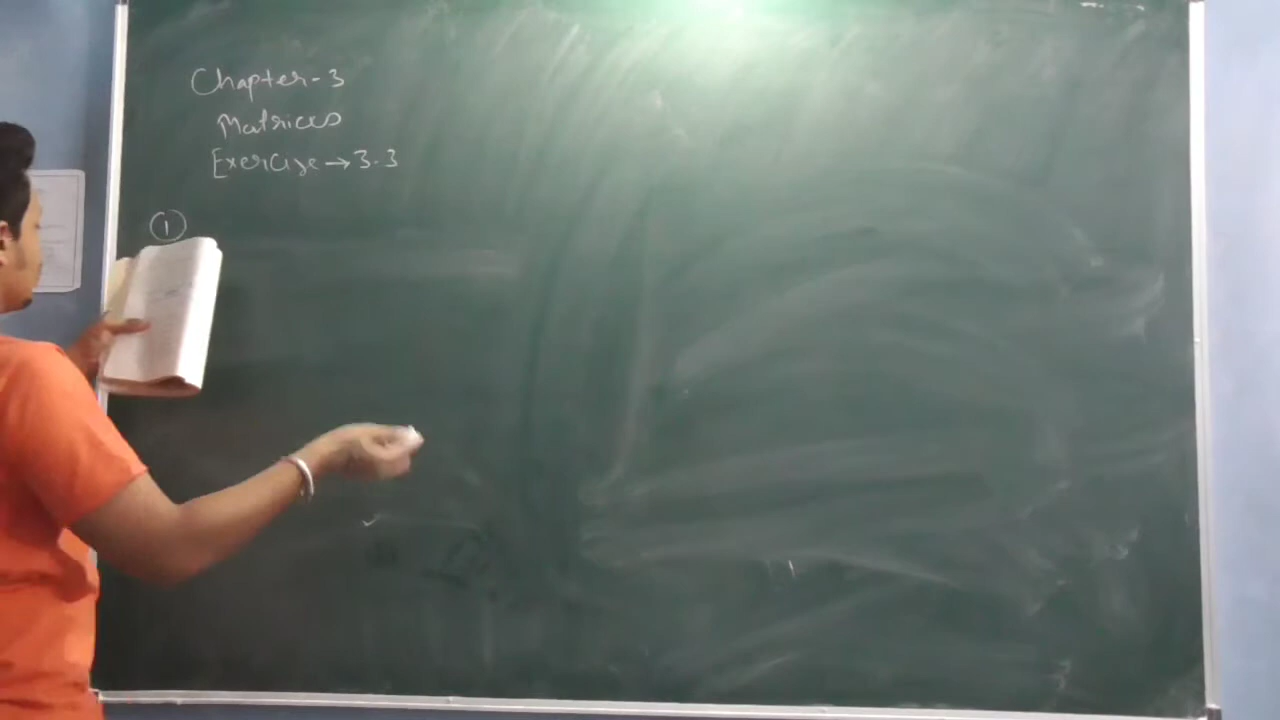 Chapter-3
Matrices
Exercise → 3.3
①